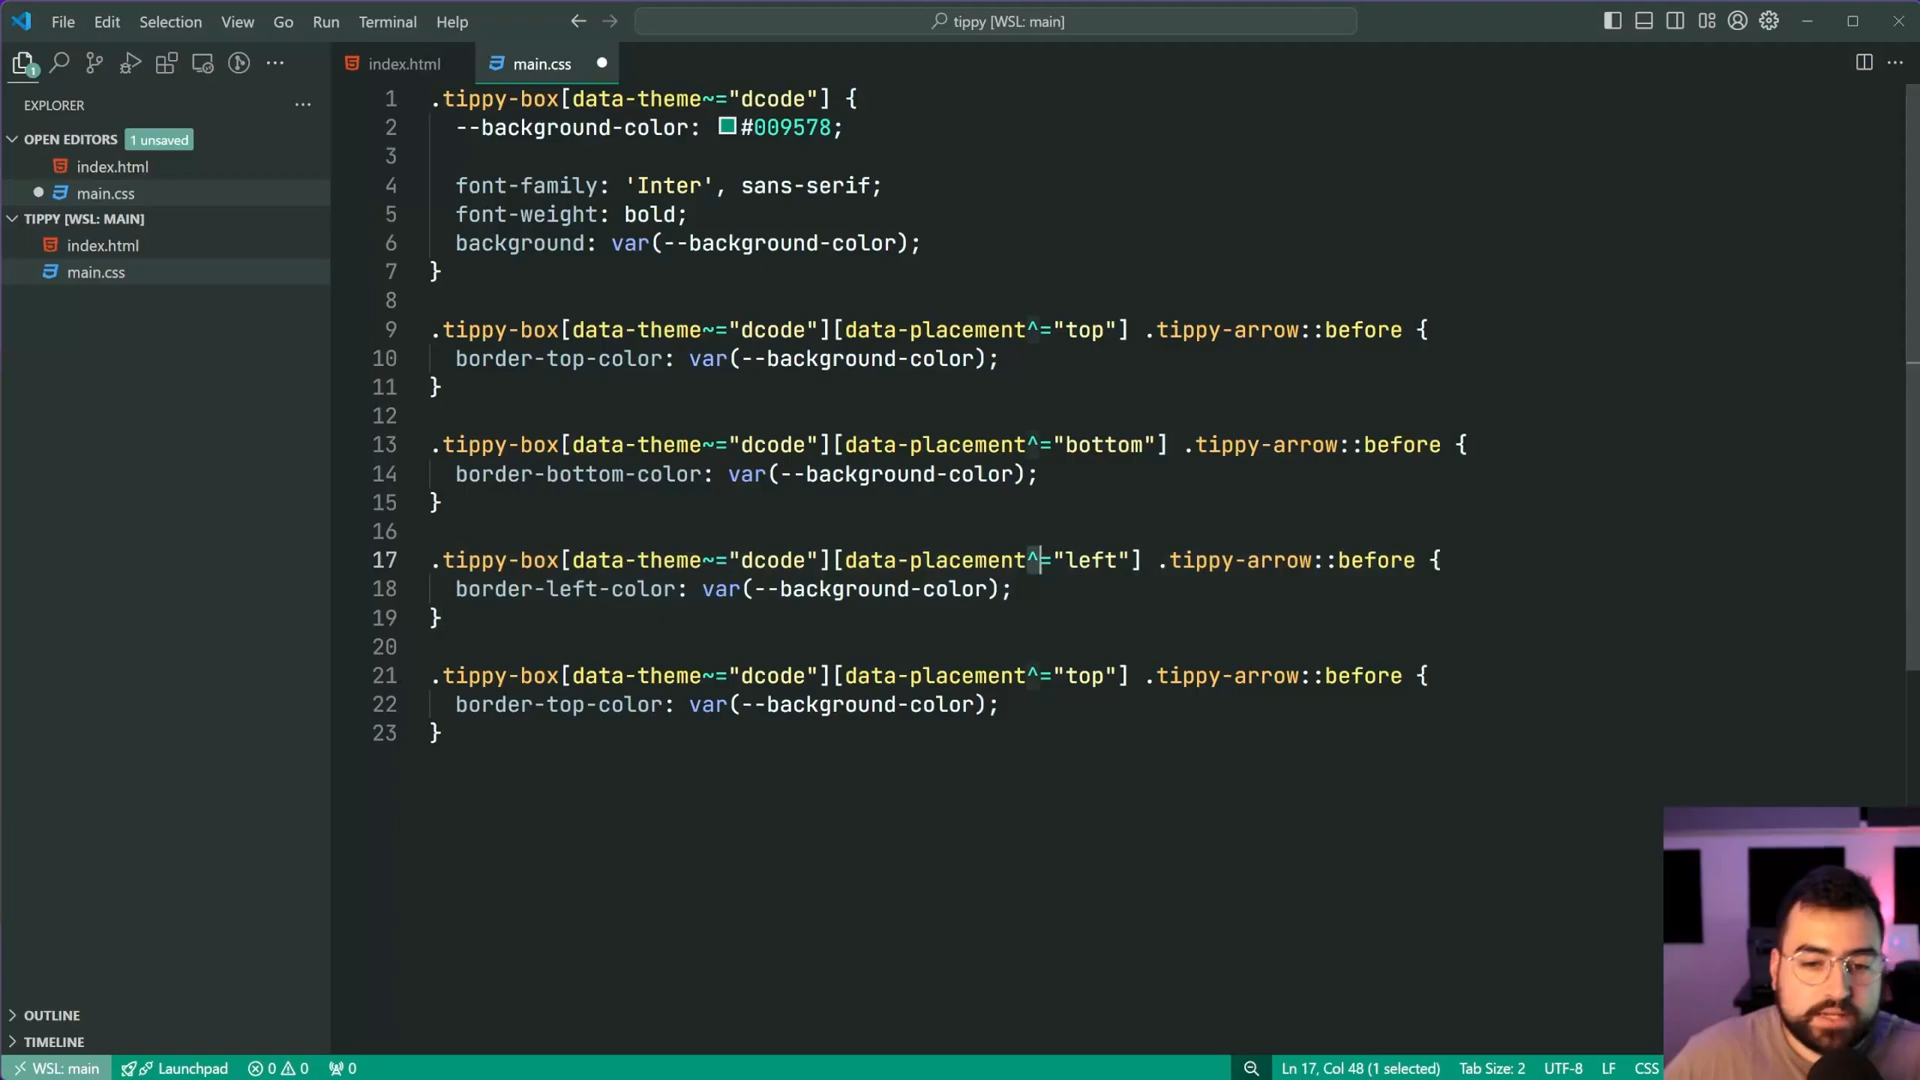 File Edit Selection View Go Run Terminal Help
tippy [WSL: main]
1
index.html
main.css
EXPLORER
OPEN EDITORS 1 unsaved
index.html
main.css
TIPPY [WSL: MAIN]
index.html
main.css
1 .tippy-box[data-theme~="dcode"] {
2 --background-color: #009578;
3
4 font-family: 'Inter', sans-serif;
5 font-weight: bold;
6 background: var(--background-color);
7 }
8
9 .tippy-box[data-theme~="dcode"][data-placement^="top"] .tippy-arrow::before {
10 border-top-color: var(--background-color);
11 }
12
13 .tippy-box[data-theme~="dcode"][data-placement^="bottom"] .tippy-arrow::before {
14 border-bottom-color: var(--background-color);
15 }
16
17 .tippy-box[data-theme~="dcode"][data-placement^="left"] .tippy-arrow::before {
18 border-left-color: var(--background-color);
19 }
20
21 .tippy-box[data-theme~="dcode"][data-placement^="top"] .tippy-arrow::before {
22 border-top-color: var(--background-color);
23 }
OUTLINE
TIMELINE
WSL: main Launchpad 0 0 0 Ln 17, Col 48 (1 selected) Tab Size: 2 UTF-8 LF CSS